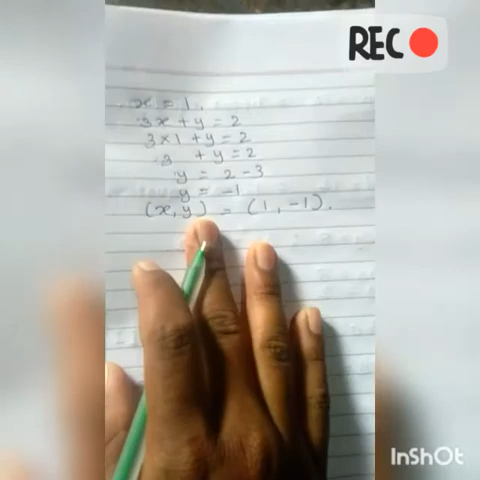 REC
x = 1,
3x + y = 2
3 × 1 + y = 2
3 + y = 2
y = 2 - 3
y = -1
(x, y) = (1, -1).
InShOt